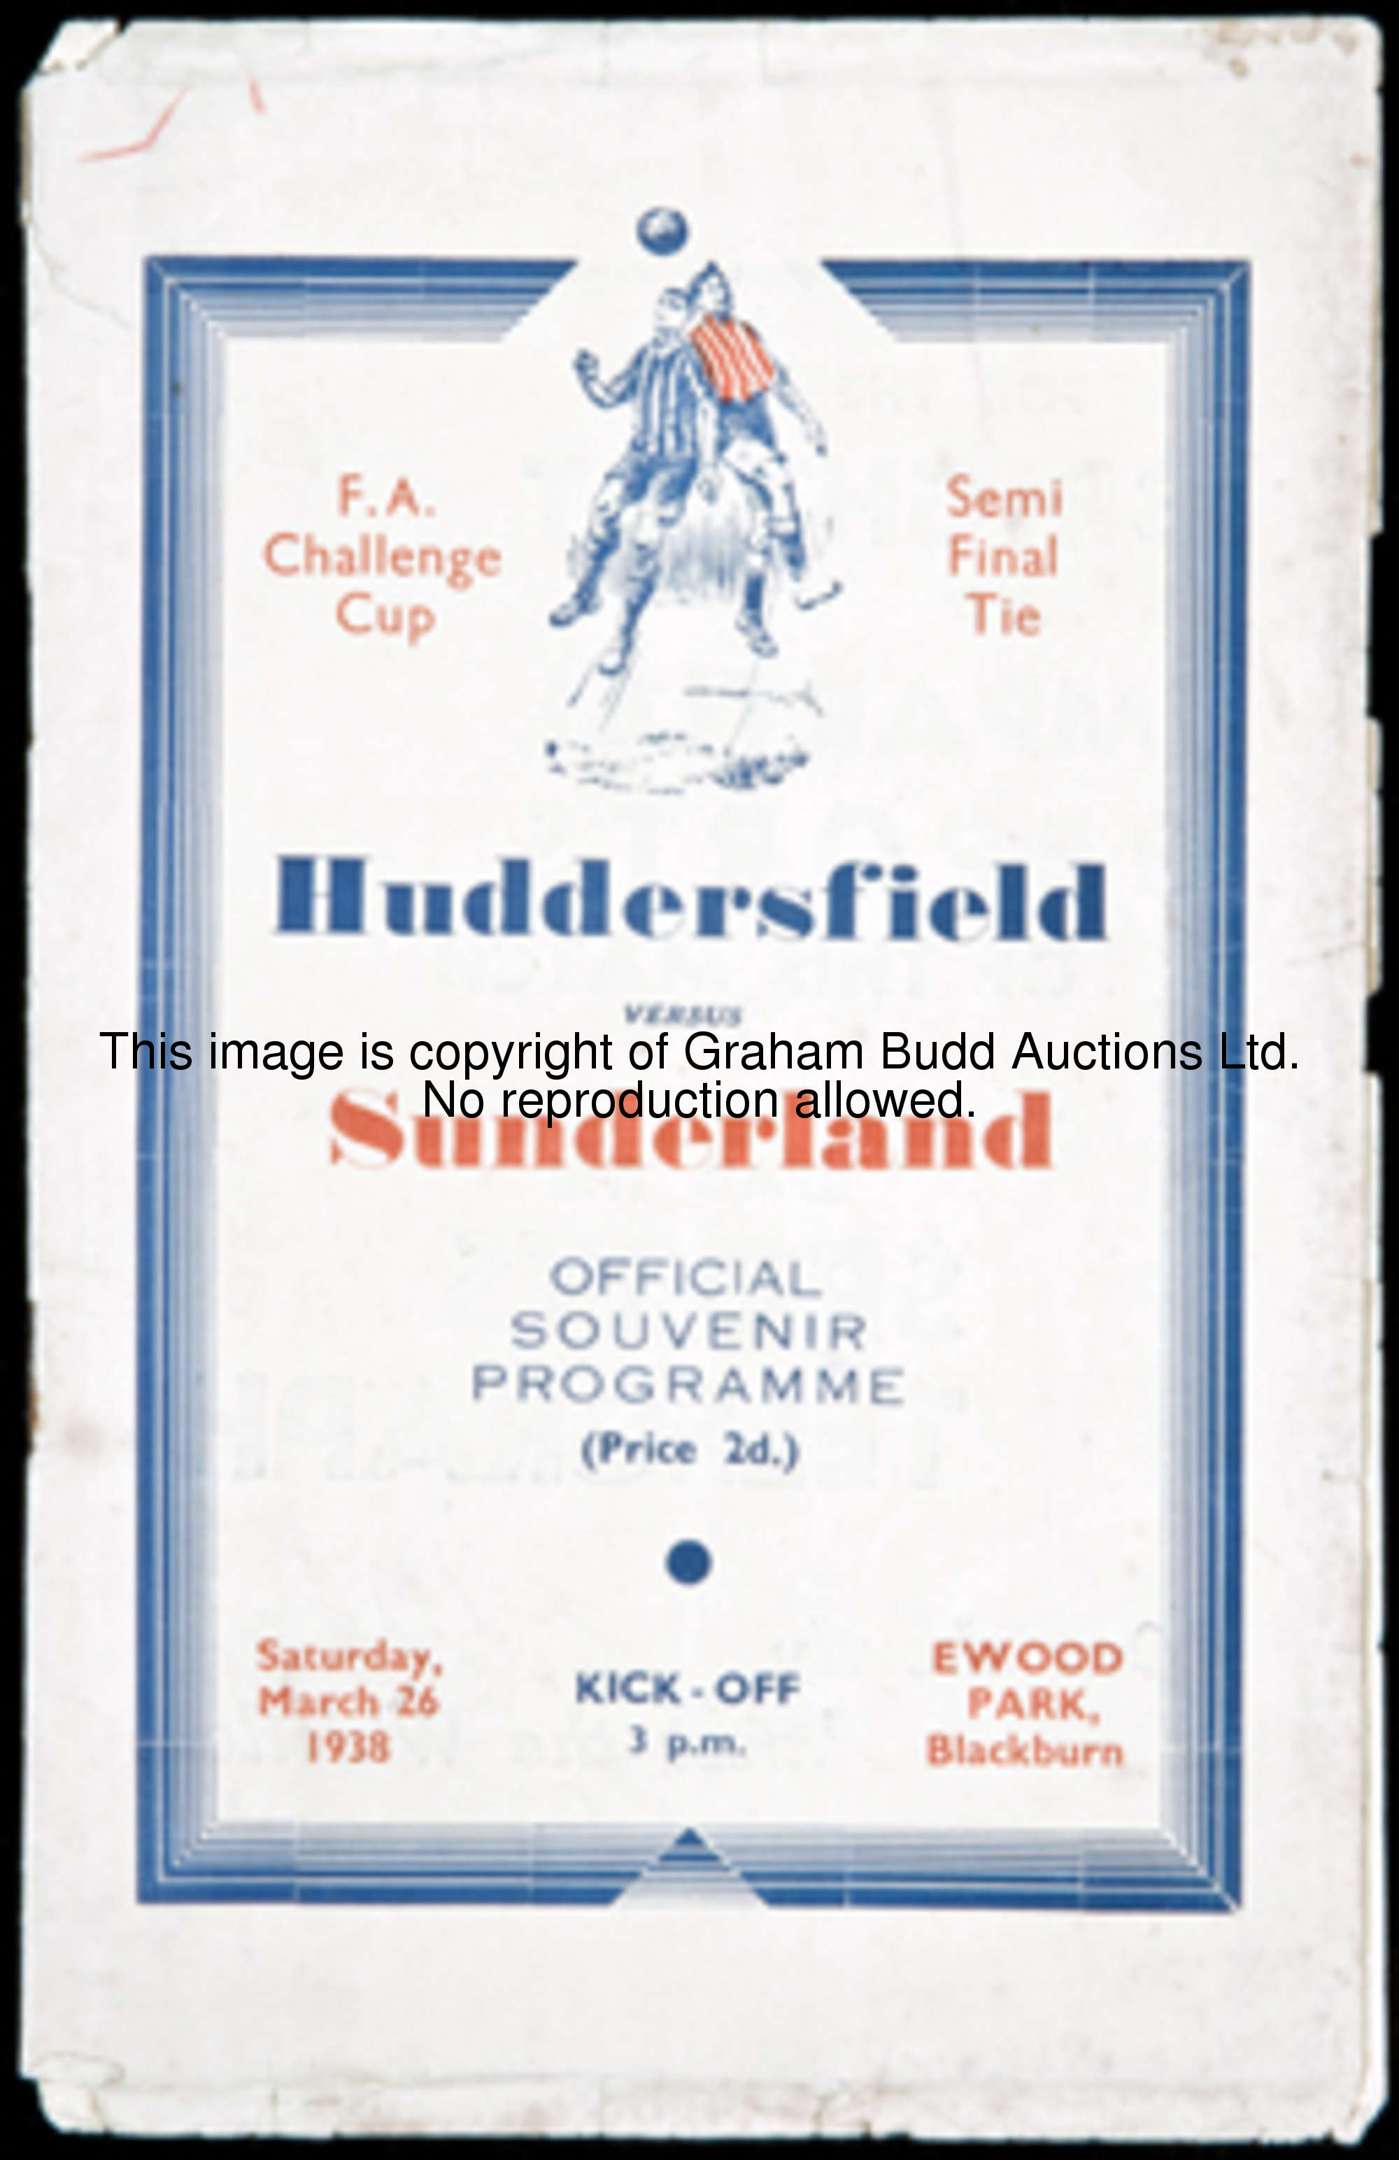 F. A.
Challenge
Cup
Semi
Final
Tie
Huddersfield
VERSUS
This image is copyright of Graham Budd Auctions Ltd.
No reproduction allowed.
Sunderland
OFFICIAL
SOUVENIR
PROGRAMME
(Price 2d.)
Saturday,
March 26
1938
KICK - OFF
3 p.m.
EWOOD
PARK,
Blackburn